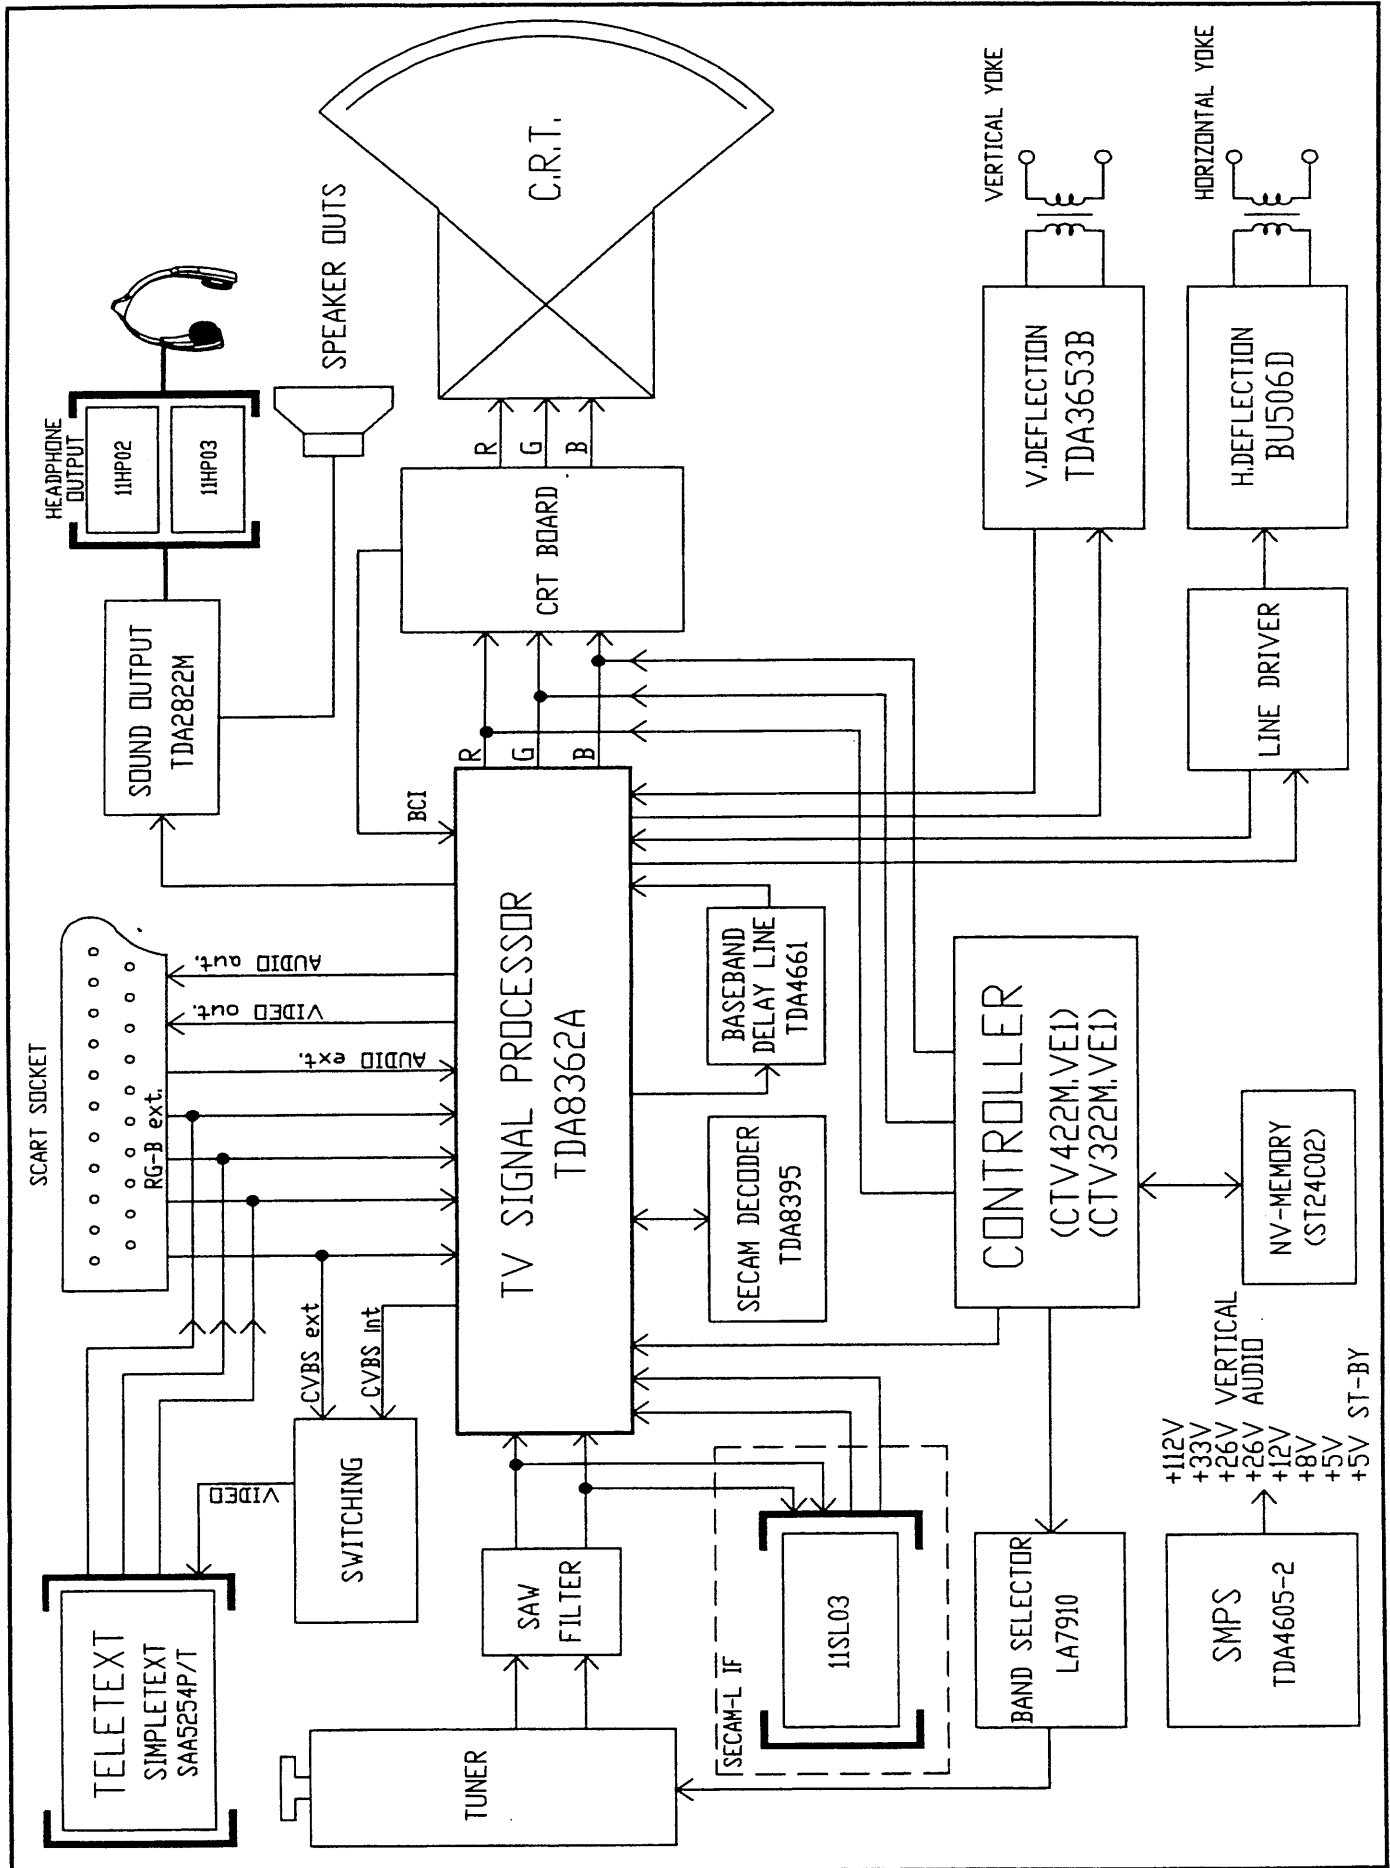 TELETEXT
SIMPLETEXT
SAA5254P/T
SCART SOCKET
RG-B ext.
HEADPHONE
OUTPUT
11HP02
11HP03
SOUND OUTPUT
TDA2822M
SPEAKER OUTS
VIDEO
CVBS ext
CVBS int
SWITCHING
AUDIO ext.
VIDEO out.
AUDIO aut.
BCI
TUNER
SAW
FILTER
TV SIGNAL PROCESSOR
TDA8362A
R
G
B
CRT BOARD
R
G
B
C.R.T.
SECAM-L IF
11SL03
SECAM DECODER
TDA8395
BASEBAND
DELAY LINE
TDA4661
BAND SELECTOR
LA7910
CONTROLLER
(CTV422M.VE1)
(CTV322M.VE1)
V.DEFLECTION
TDA3653B
VERTICAL YOKE
SMPS
TDA4605-2
+112V
+33V
+26V VERTICAL
+26V AUDIO
+12V
+8V
+5V
+5V ST-BY
NV-MEMORY
(ST24C02)
LINE DRIVER
H.DEFLECTION
BU506D
HORIZONTAL YOKE